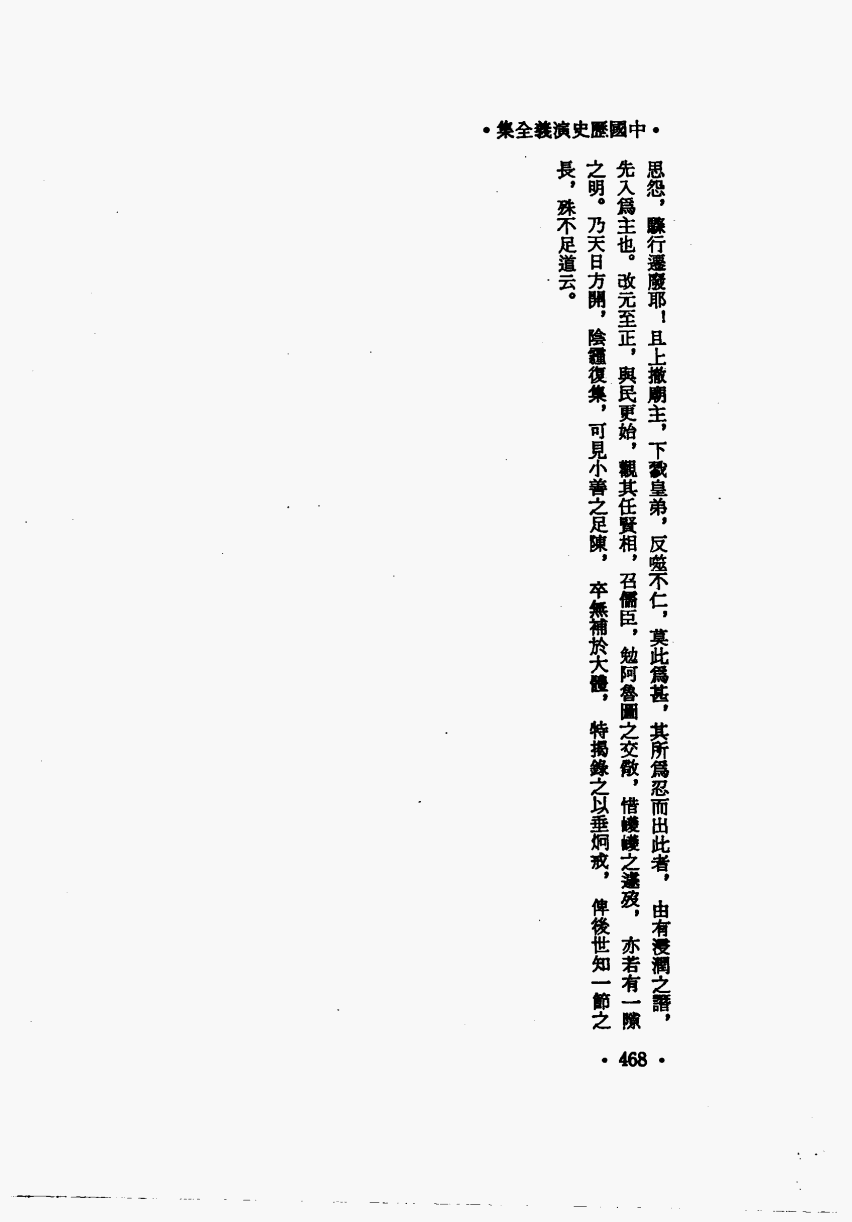 •中國歷史演義全集•
思怨，驟行遷廢耶！且上撤廟主，下戮皇弟，反噬不仁，莫此爲甚，其所爲忍而出此者，由有浸潤之譖，
先入爲主也。改元至正，與民更始，觀其任賢相，召儒臣，勉阿魯圖之交儆，惜巙巙之遽歿，亦若有一隙
之明。乃天日方開，陰霾復集，可見小善之足陳，卒無補於大體，特揭錄之以垂炯戒，俾後世知一節之
長，殊不足道云。
• 468 •